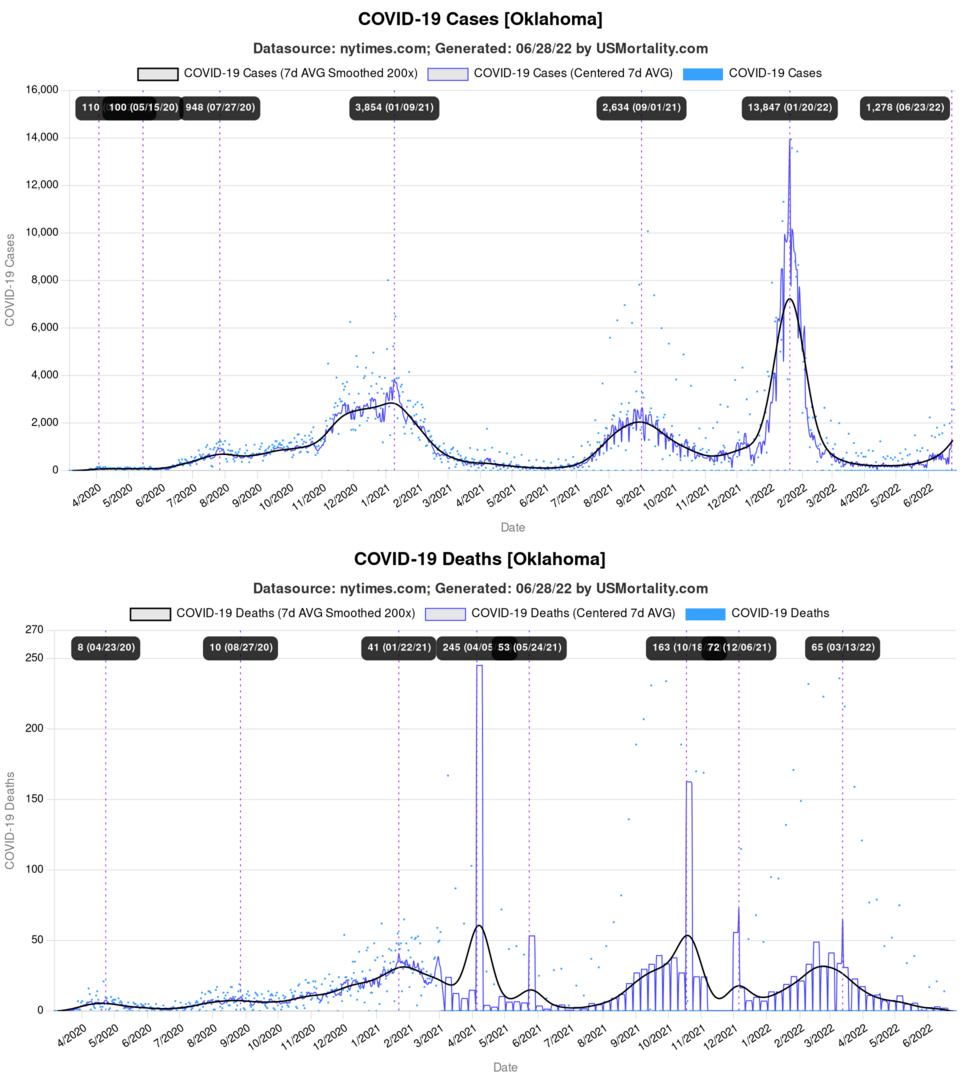 COVID-19 Cases [Oklahoma]
Datasource: nytimes.com; Generated: 06/28/22 by USMortality.com
COVID-19 Cases (7d AVG Smoothed 200x) COVID-19 Cases (Centered 7d AVG) COVID-19 Cases
110 100 (05/15/20) 948 (07/27/20) 3,854 (01/09/21) 2,634 (09/01/21) 13,847 (01/20/22) 1,278 (06/23/22)
16,000
14,000
12,000
10,000
8,000
6,000
4,000
2,000
0
COVID-19 Cases
4/2020 5/2020 6/2020 7/2020 8/2020 9/2020 10/2020 11/2020 12/2020 1/2021 2/2021 3/2021 4/2021 5/2021 6/2021 7/2021 8/2021 9/2021 10/2021 11/2021 12/2021 1/2022 2/2022 3/2022 4/2022 5/2022 6/2022
Date
COVID-19 Deaths [Oklahoma]
Datasource: nytimes.com; Generated: 06/28/22 by USMortality.com
COVID-19 Deaths (7d AVG Smoothed 200x) COVID-19 Deaths (Centered 7d AVG) COVID-19 Deaths
8 (04/23/20) 10 (08/27/20) 41 (01/22/21) 245 (04/05 53 (05/24/21) 163 (10/18 72 (12/06/21) 65 (03/13/22)
270
250
200
150
100
50
0
COVID-19 Deaths
4/2020 5/2020 6/2020 7/2020 8/2020 9/2020 10/2020 11/2020 12/2020 1/2021 2/2021 3/2021 4/2021 5/2021 6/2021 7/2021 8/2021 9/2021 10/2021 11/2021 12/2021 1/2022 2/2022 3/2022 4/2022 5/2022 6/2022
Date